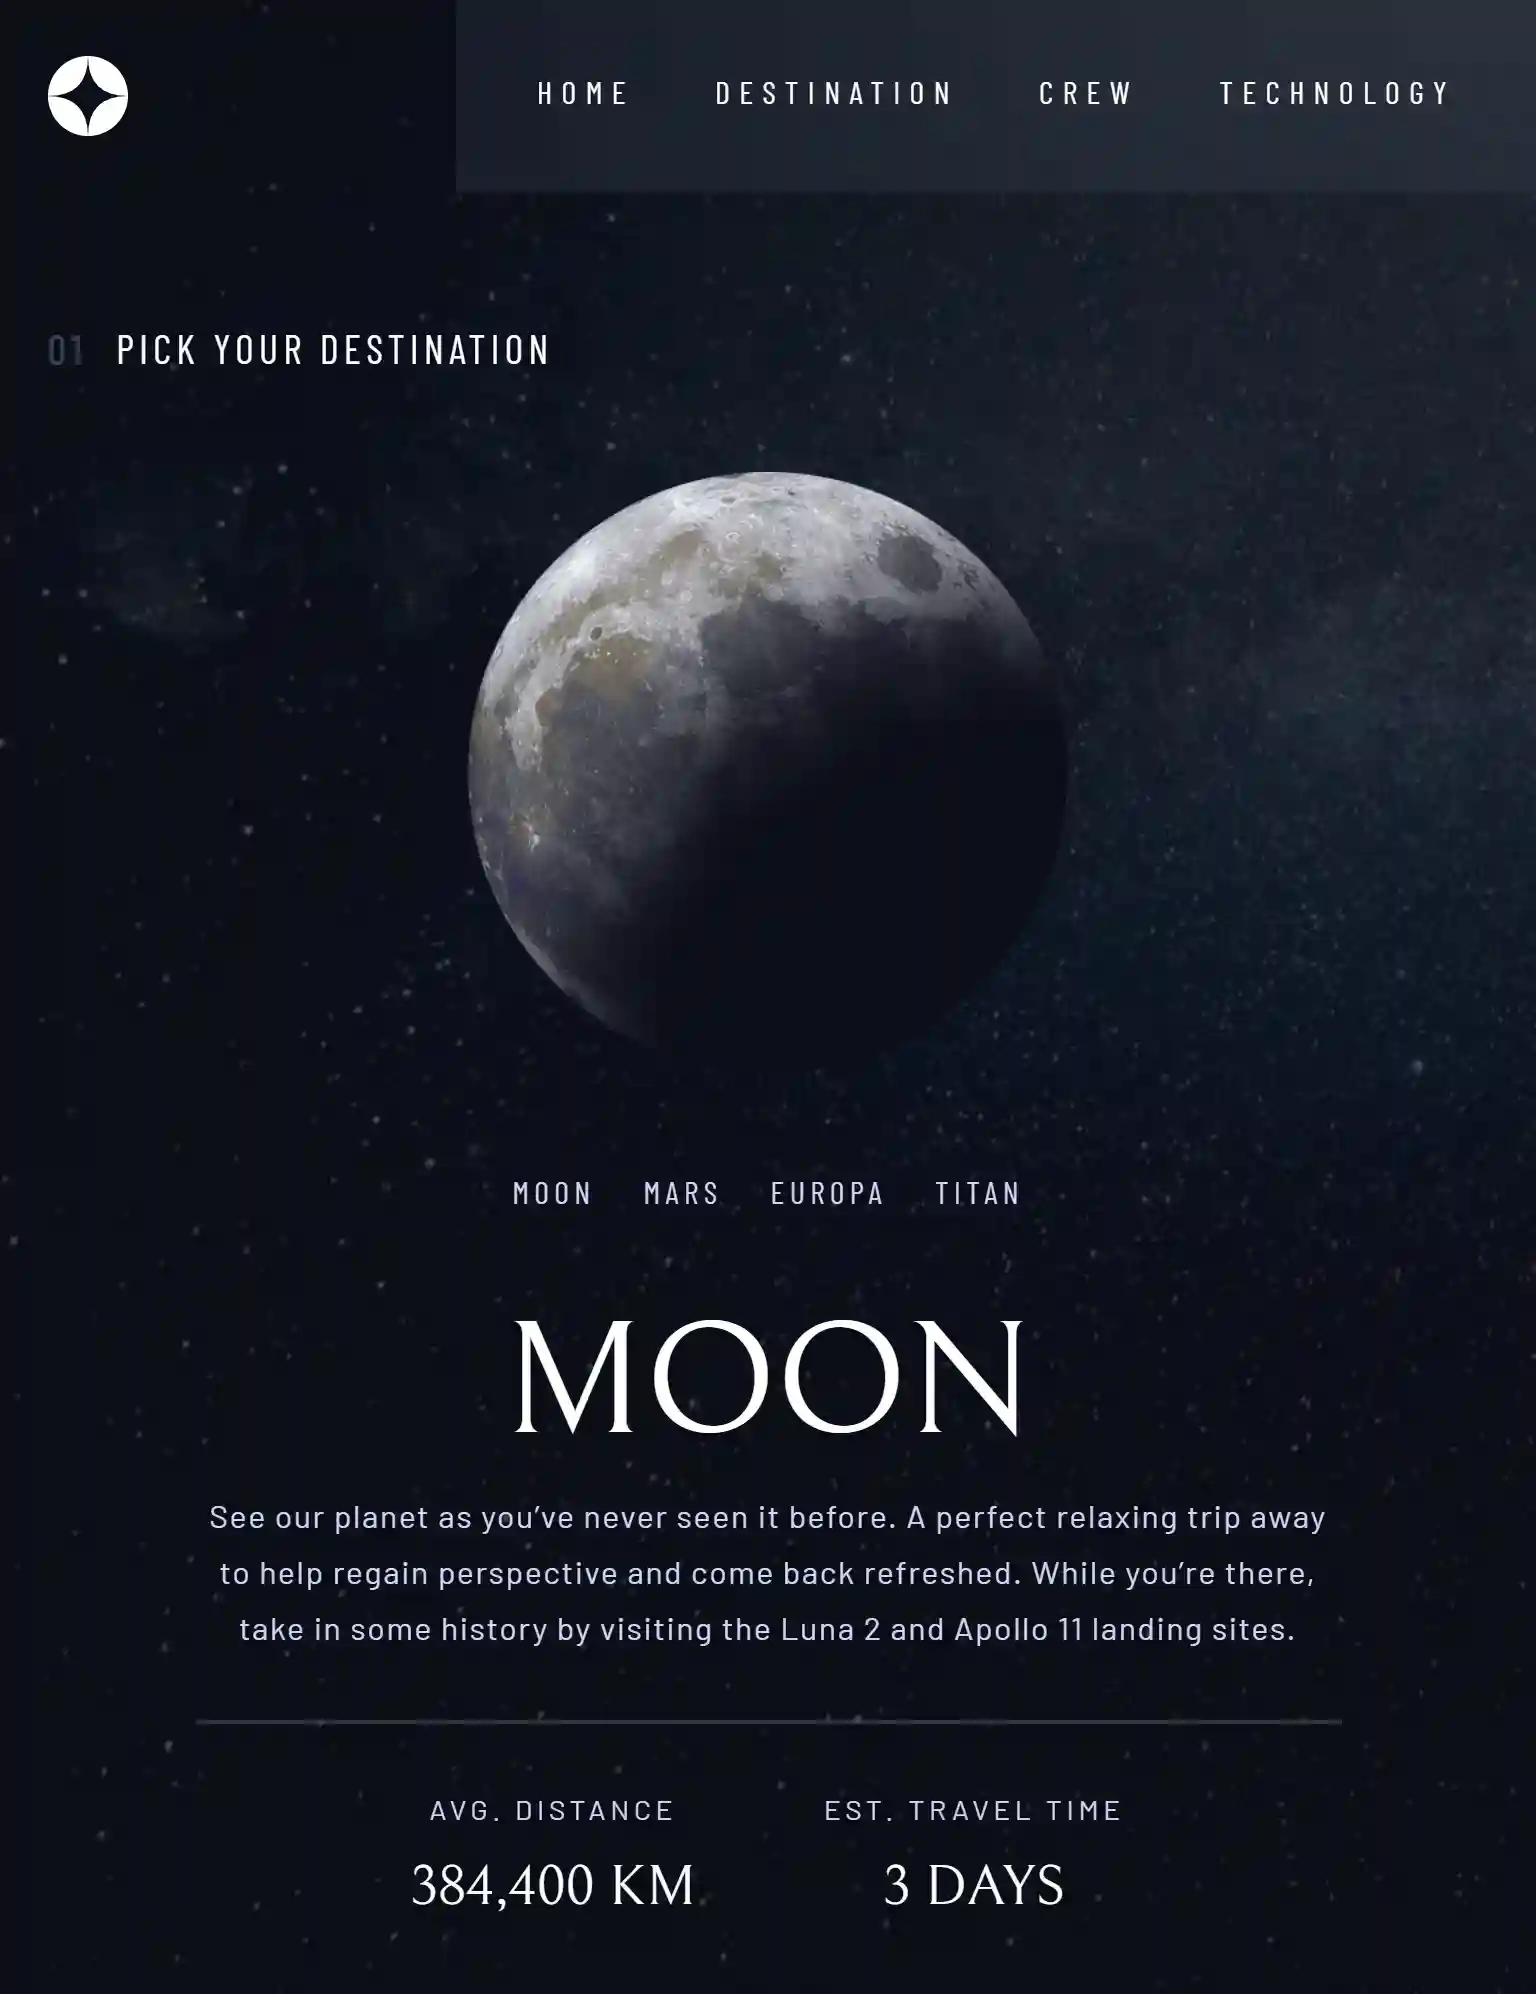 HOME DESTINATION CREW TECHNOLOGY
01 PICK YOUR DESTINATION
MOON MARS EUROPA TITAN
MOON
See our planet as you’ve never seen it before. A perfect relaxing trip away
to help regain perspective and come back refreshed. While you’re there,
take in some history by visiting the Luna 2 and Apollo 11 landing sites.
AVG. DISTANCE EST. TRAVEL TIME
384,400 KM 3 DAYS